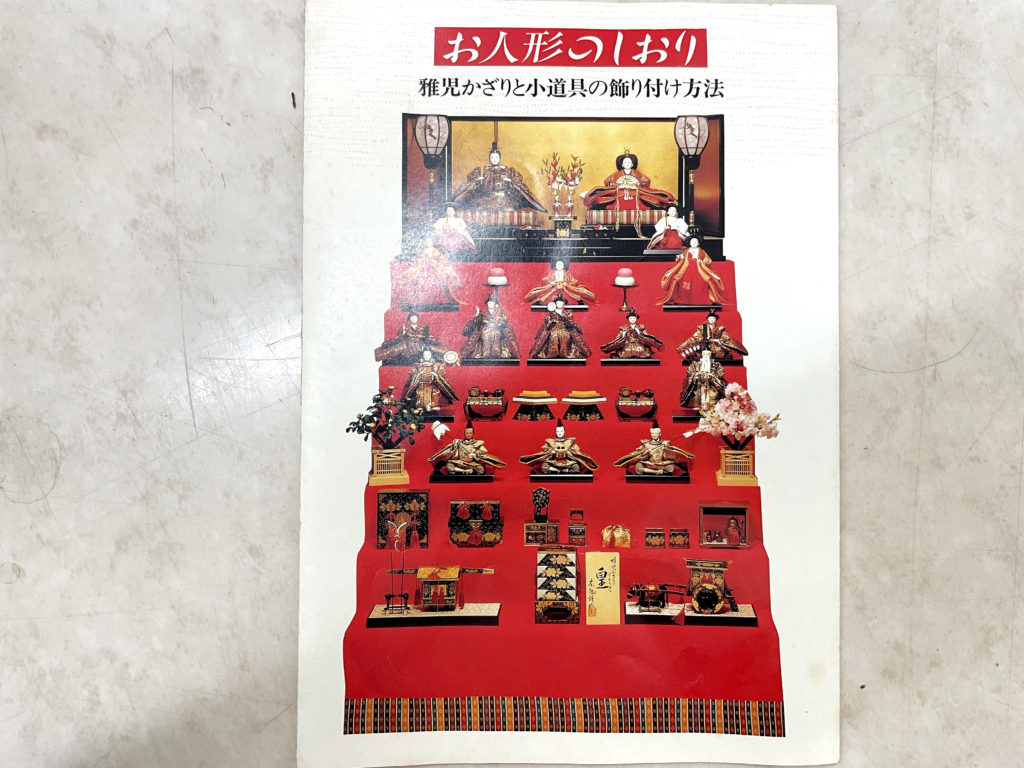 お人形のしおり
雅児かざりと小道具の飾り付け方法
皇